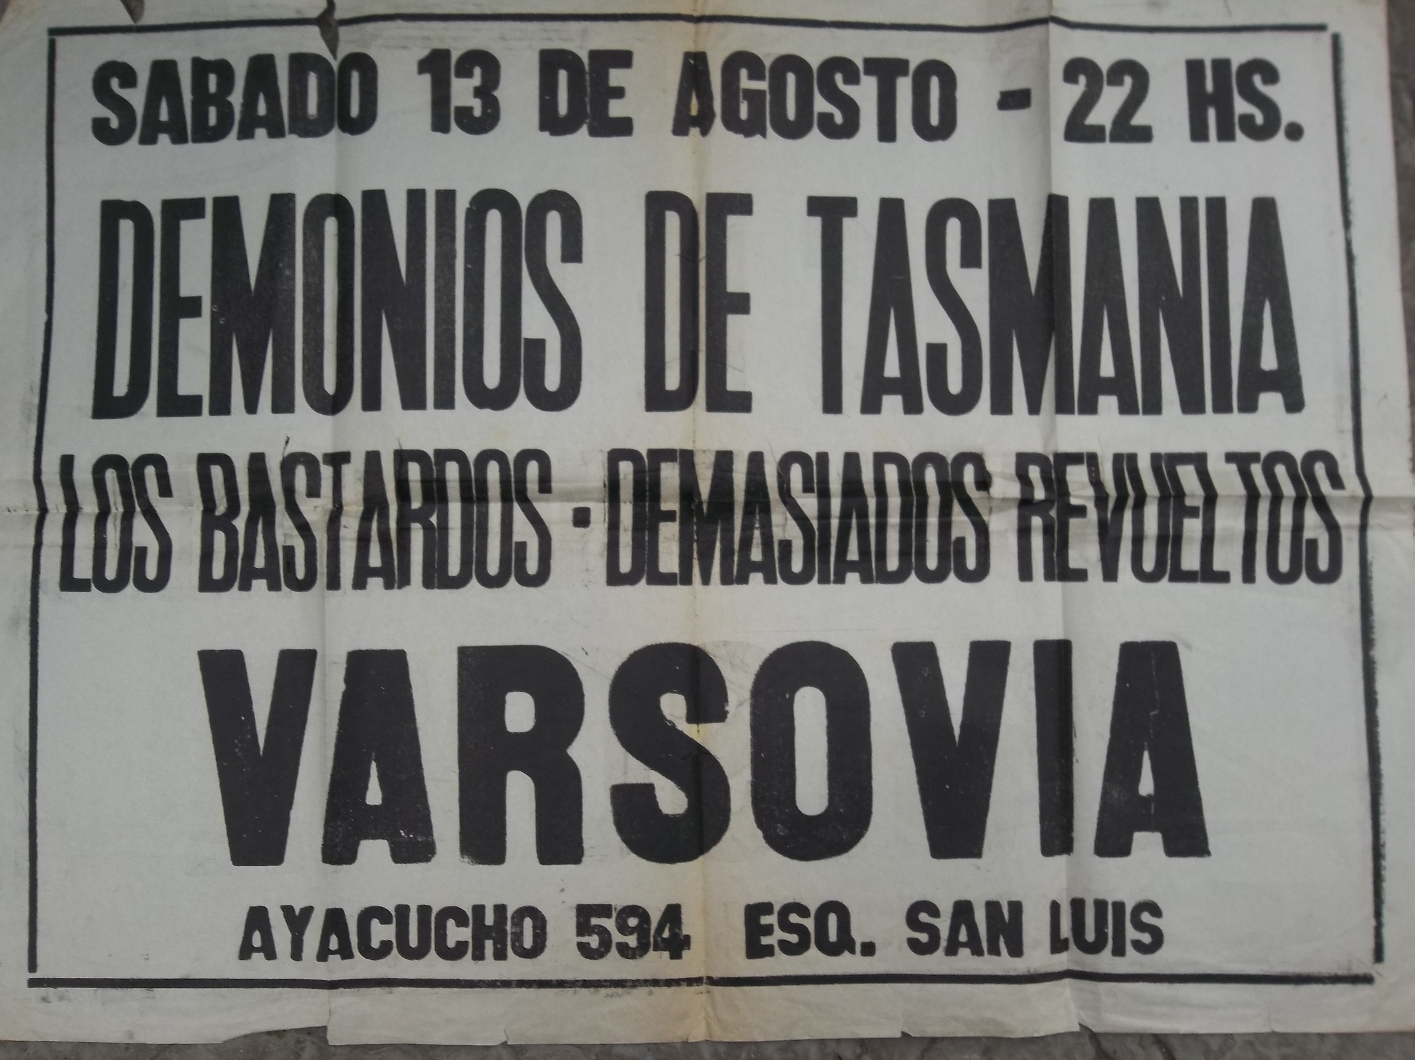 SABADO 13 DE AGOSTO - 22 HS.
DEMONIOS DE TASMANIA
LOS BASTARDOS · DEMASIADOS REVUELTOS
VARSOVIA
AYACUCHO 594 ESQ. SAN LUIS